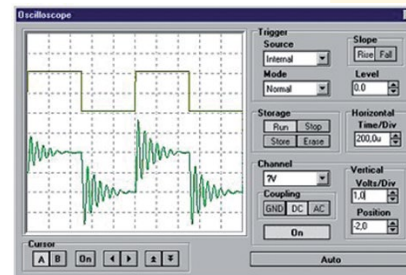 Oscilloscope
Trigger
Source
Internal
Mode
Normal
Slope
Rise Fall
Level
0.0
Storage
Run Stop
Store Erase
Horizontal
Time/Div
200,0u
Channel
?V
Coupling
GND DC AC
On
Vertical
Volts/Div
1,0
Position
-2,0
Cursor
A B On
Auto